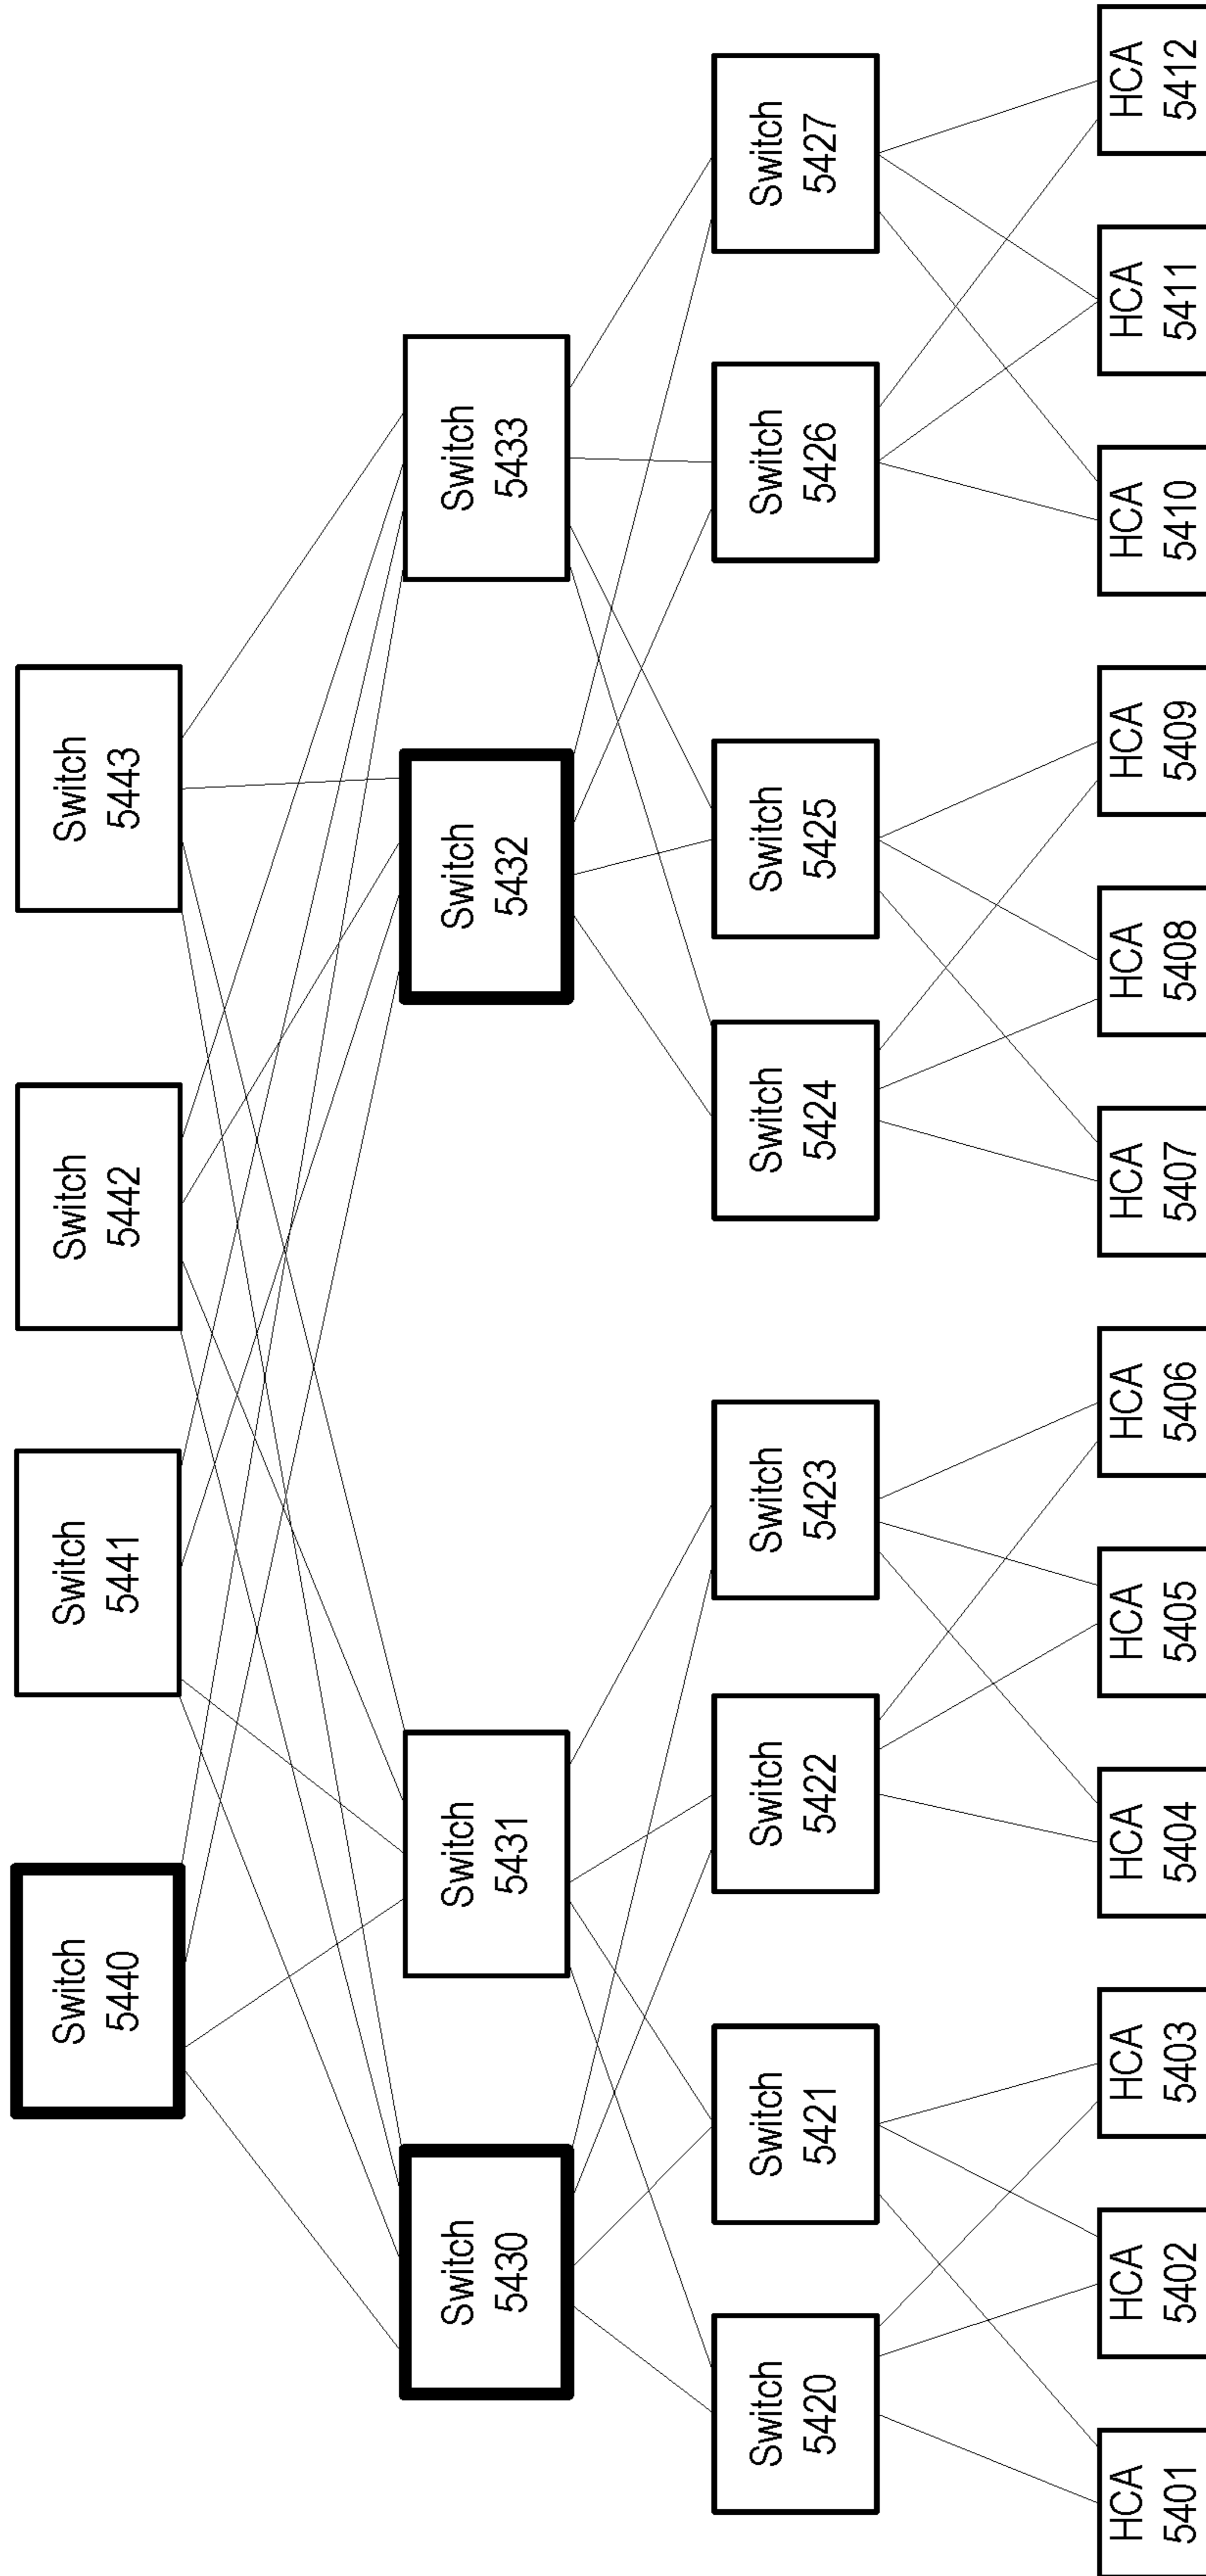 Switch
5440
Switch
5441
Switch
5442
Switch
5443
Switch
5430
Switch
5431
Switch
5432
Switch
5433
Switch
5420
Switch
5421
Switch
5422
Switch
5423
Switch
5424
Switch
5425
Switch
5426
Switch
5427
HCA
5401
HCA
5402
HCA
5403
HCA
5404
HCA
5405
HCA
5406
HCA
5407
HCA
5408
HCA
5409
HCA
5410
HCA
5411
HCA
5412